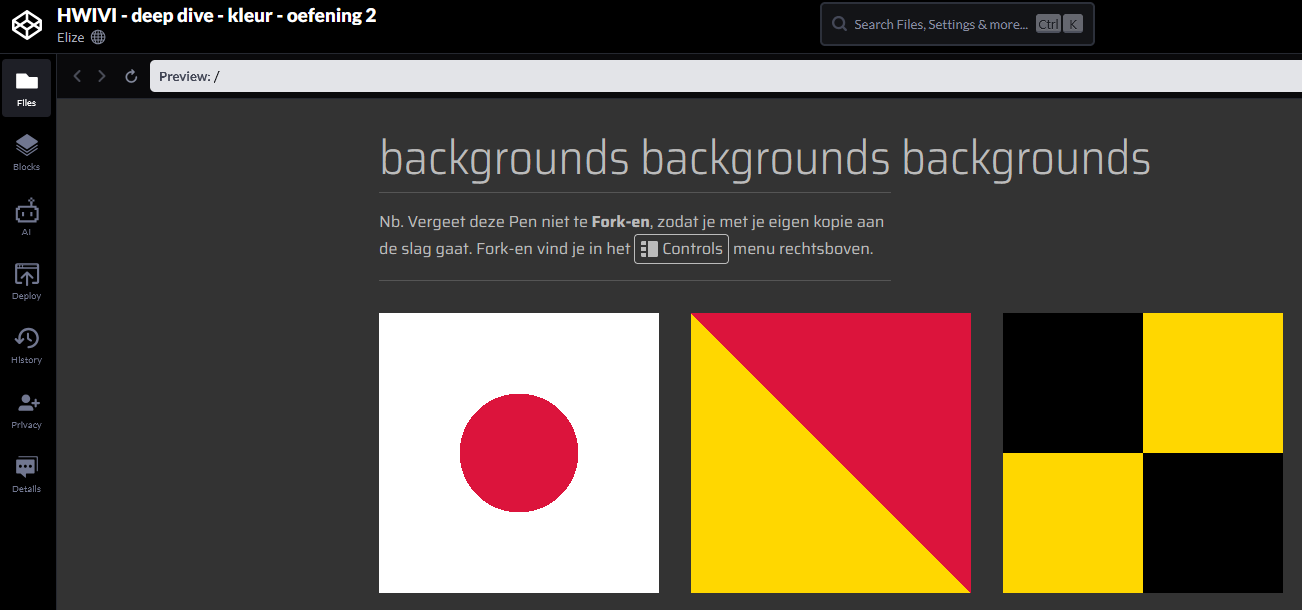 HWIVI - deep dive - kleur - oefening 2
Elize
Search Files, Settings & more... Ctrl K
Preview: /
Files
Blocks
AI
Deploy
History
Privacy
Details
backgrounds backgrounds backgrounds
Nb. Vergeet deze Pen niet te Fork-en, zodat je met je eigen kopie aan
de slag gaat. Fork-en vind je in het Controls menu rechtsboven.